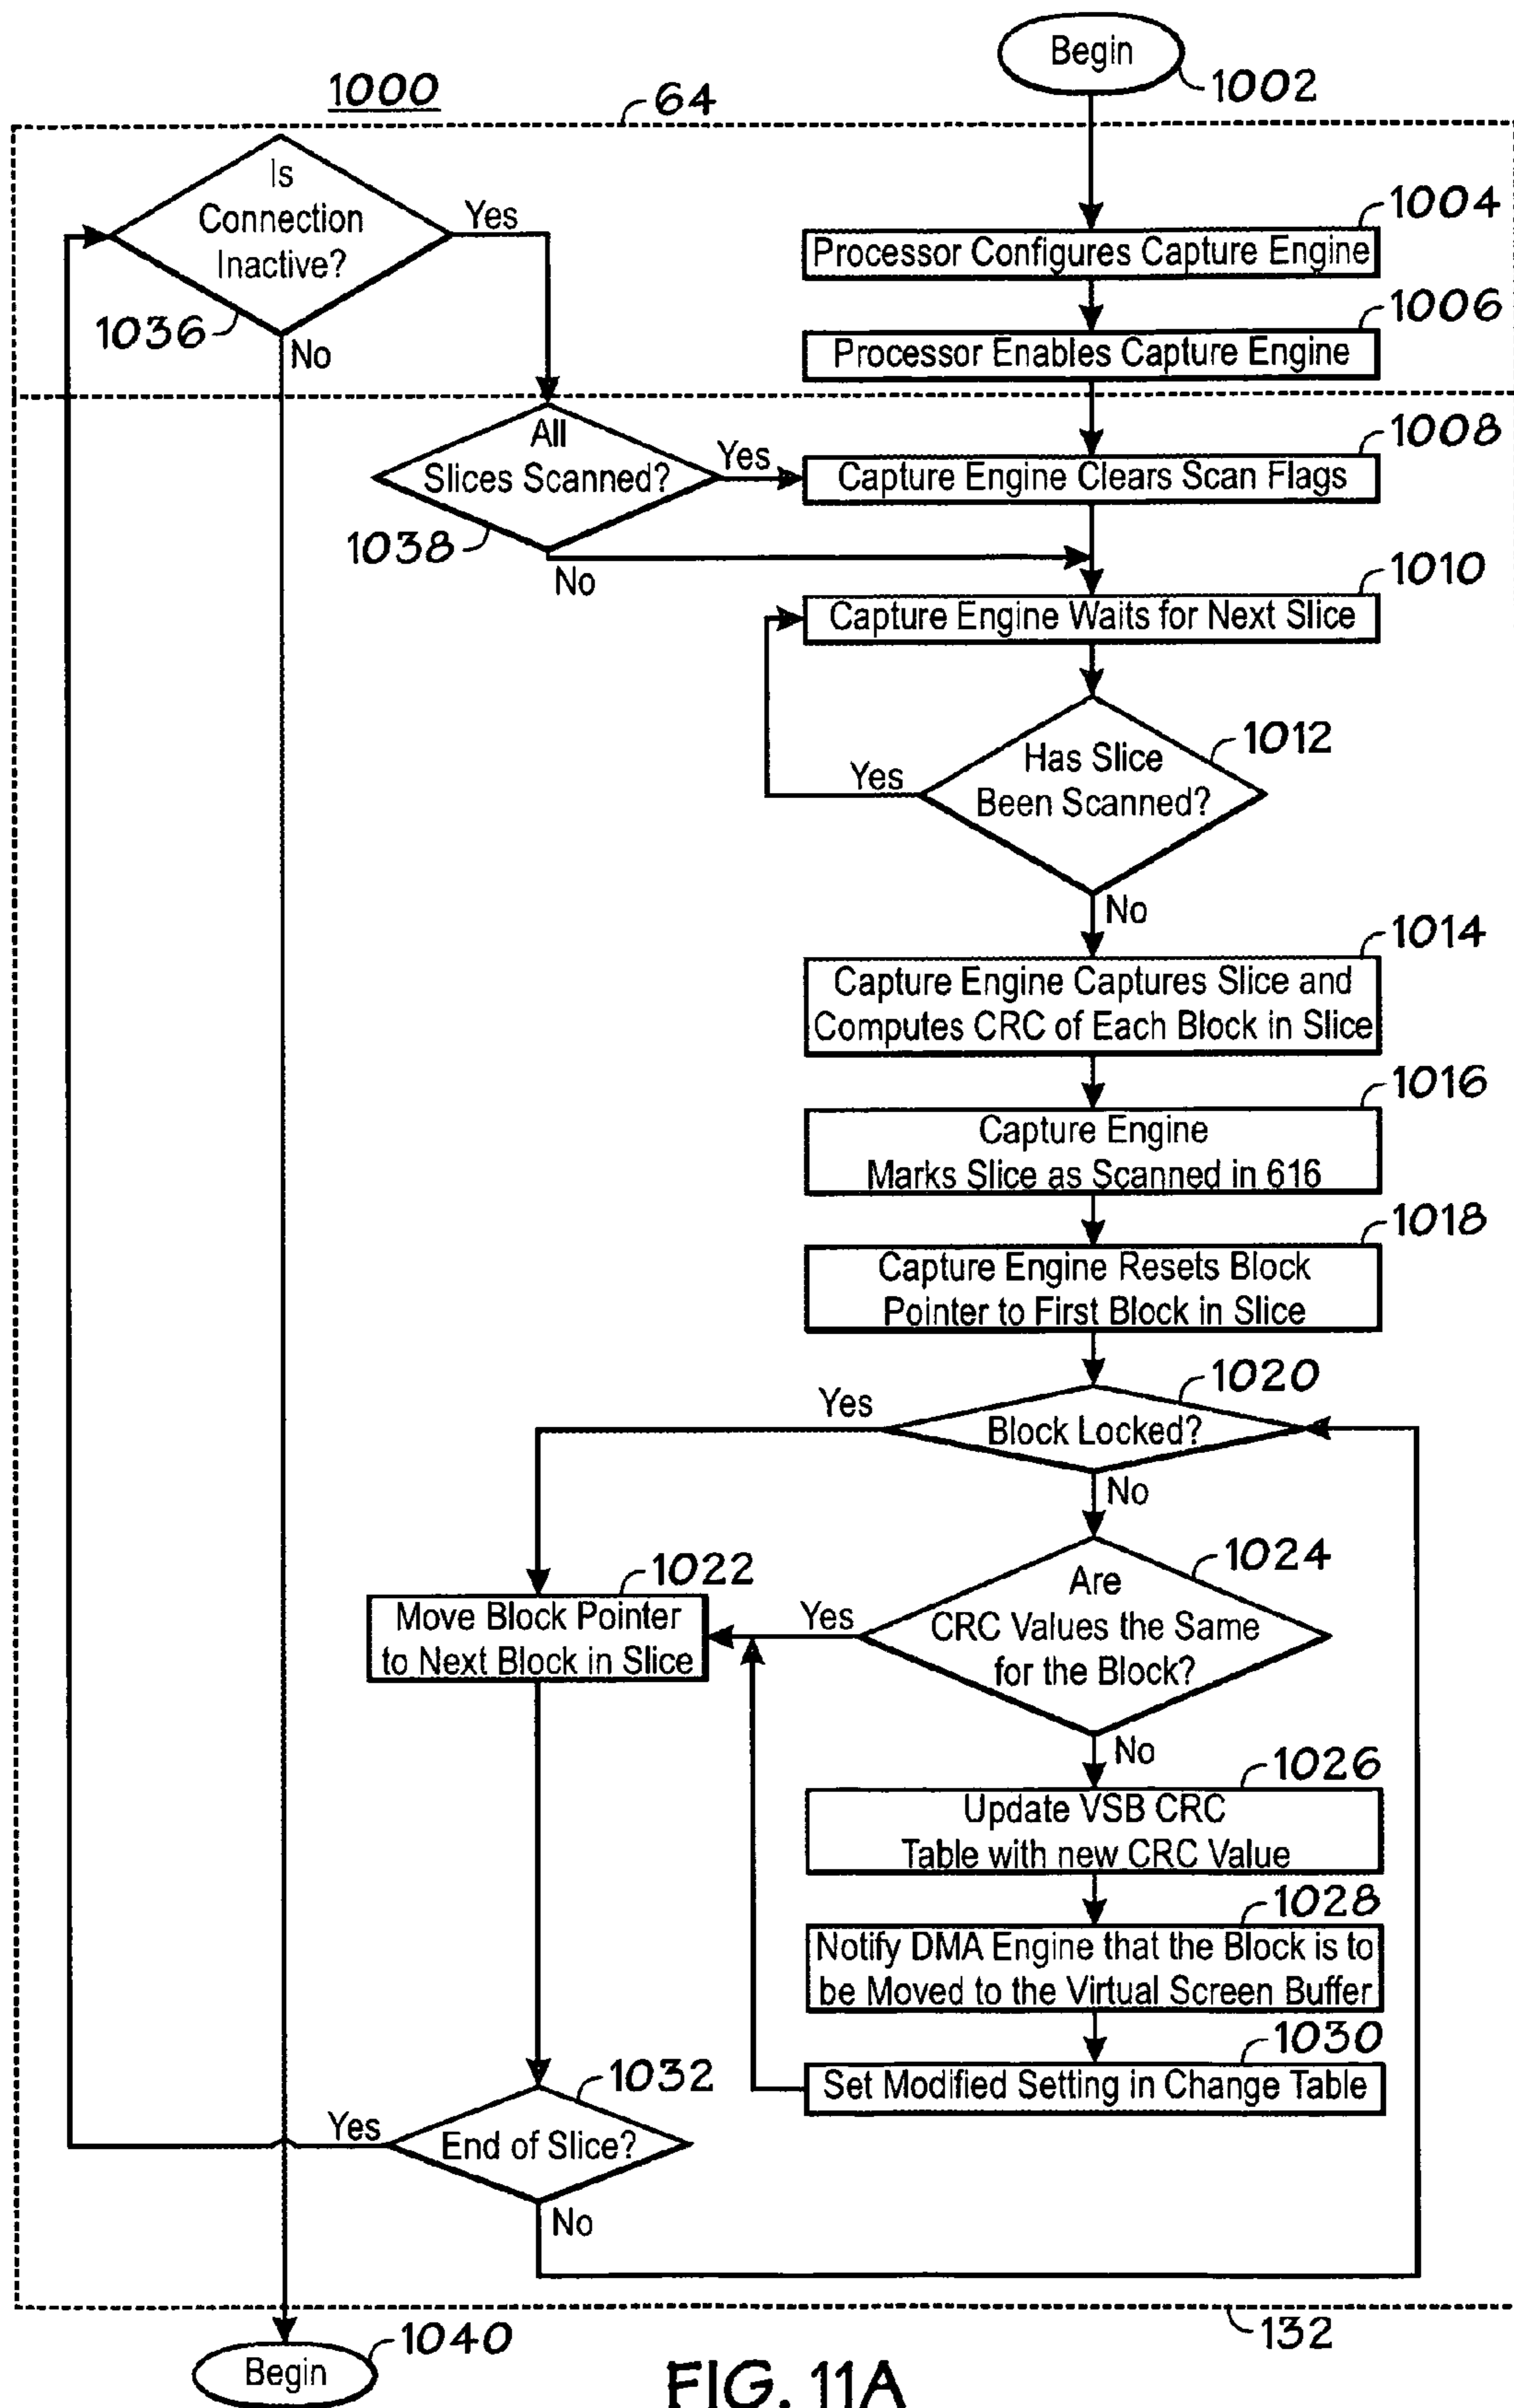 Begin
1002
1000
64
Is
Connection
Inactive?
Yes
1036
No
1004
Processor Configures Capture Engine
1006
Processor Enables Capture Engine
All
Slices Scanned?
Yes
1038
No
1008
Capture Engine Clears Scan Flags
1010
Capture Engine Waits for Next Slice
1012
Has Slice
Been Scanned?
Yes
No
1014
Capture Engine Captures Slice and
Computes CRC of Each Block in Slice
1016
Capture Engine
Marks Slice as Scanned in 616
1018
Capture Engine Resets Block
Pointer to First Block in Slice
1020
Yes
Block Locked?
No
1022
Move Block Pointer
to Next Block in Slice
1024
Are
CRC Values the Same
for the Block?
Yes
No
1026
Update VSB CRC
Table with new CRC Value
1028
Notify DMA Engine that the Block is to
be Moved to the Virtual Screen Buffer
1030
Set Modified Setting in Change Table
1032
Yes
End of Slice?
No
132
1040
Begin
FIG. 11A